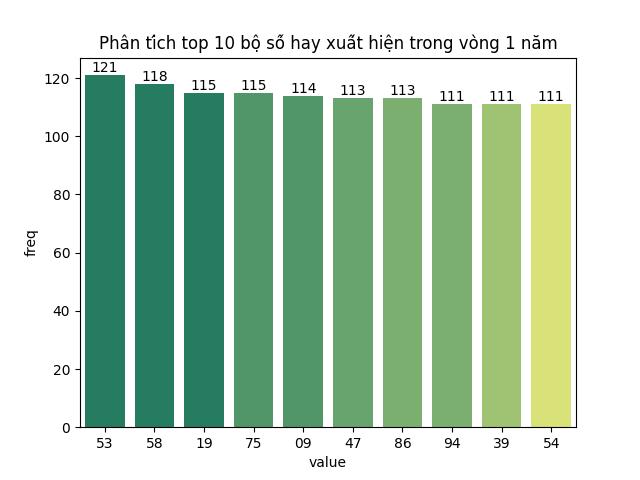 Phân tích top 10 bộ số hay xuất hiện trong vòng 1 năm
121 118 115 115 114 113 113 111 111 111
120
100
80
60
40
20
0
freq
53 58 19 75 09 47 86 94 39 54
value